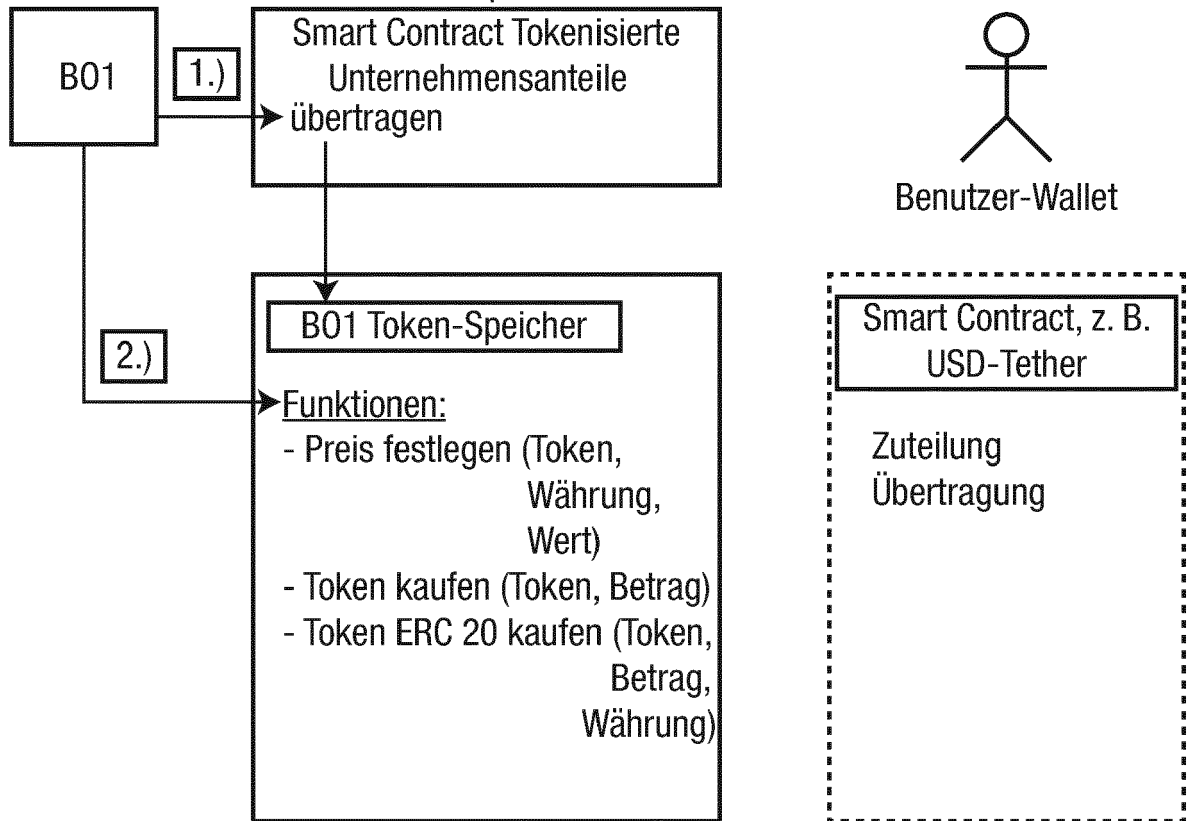 BO1
1.)
Smart Contract Tokenisierte
Unternehmensanteile
übertragen
Benutzer-Wallet
BO1 Token-Speicher
2.)
Funktionen:
- Preis festlegen (Token,
Währung,
Wert)
- Token kaufen (Token, Betrag)
- Token ERC 20 kaufen (Token,
Betrag,
Währung)
Smart Contract, z. B.
USD-Tether
Zuteilung
Übertragung